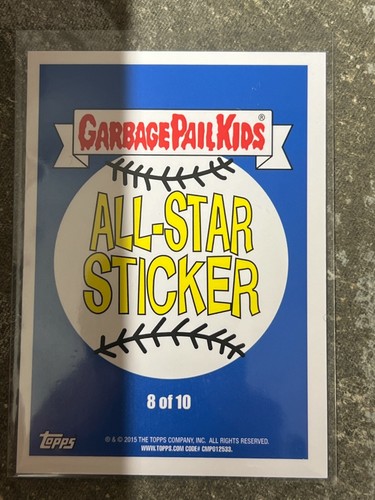 GARBAGE PAIL KIDS®
ALL-STAR
STICKER
8 of 10
Topps
® & © 2015 THE TOPPS COMPANY, INC. ALL RIGHTS RESERVED.
WWW.TOPPS.COM CODE# CMP012533.